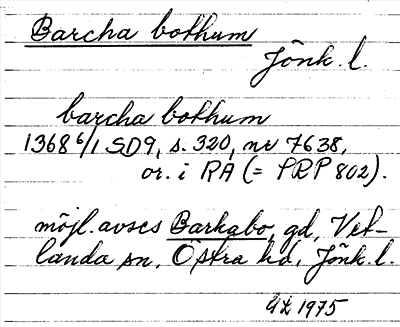 Barcha bothum
Jönk. l.
barcha bothum
1368 6/1 SD9, s. 320, nr 7638,
or. i RA (= PRP 802).
möjl. avses Barkabo, gd, Vet-
landa sn, Östra hd, Jönk. l.
1975